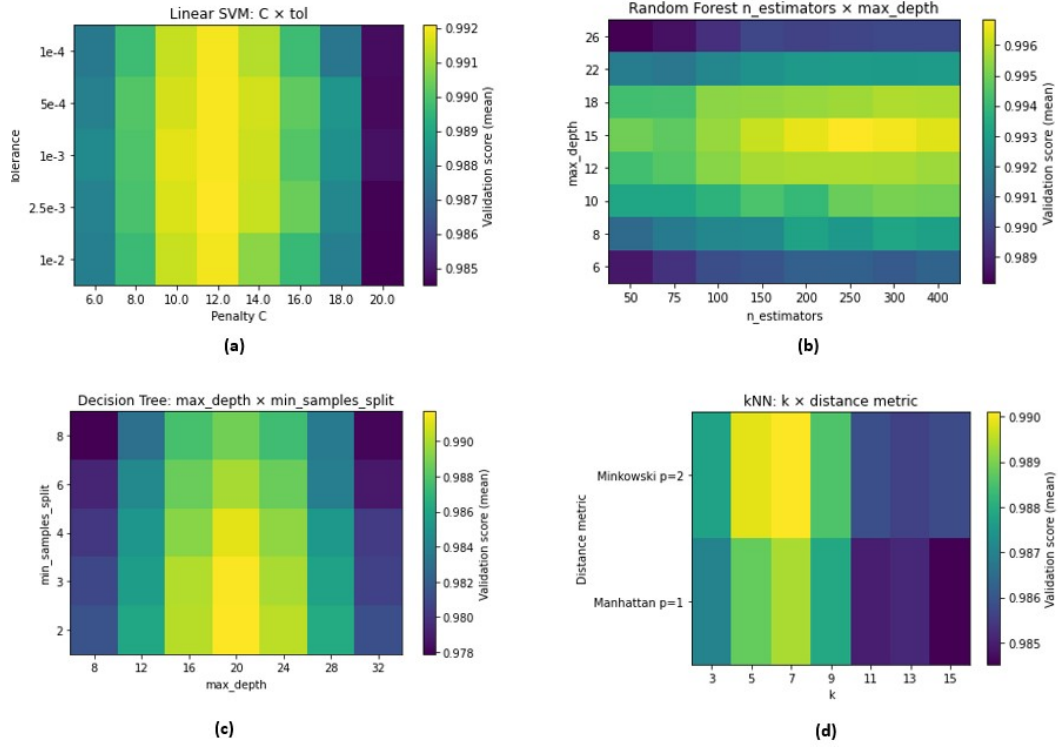 Linear SVM: C × tol
Tolerance
1e-4
5e-4
1e-3
2.5e-3
1e-2
6.0 8.0 10.0 12.0 14.0 16.0 18.0 20.0
Penalty C
0.992
0.991
0.990
0.989
0.988
0.987
0.986
0.985
Validation score (mean)
(a)
Random Forest n_estimators × max_depth
max_depth
26
22
18
15
12
10
8
6
50 75 100 150 200 250 300 400
n_estimators
0.996
0.995
0.994
0.993
0.992
0.991
0.990
0.989
Validation score (mean)
(b)
Decision Tree: max_depth × min_samples_split
min_samples_split
8
6
4
3
2
8 12 16 20 24 28 32
max_depth
0.990
0.988
0.986
0.984
0.982
0.980
0.978
Validation score (mean)
(c)
kNN: k × distance metric
Distance metric
Minkowski p=2
Manhattan p=1
3 5 7 9 11 13 15
k
0.990
0.989
0.988
0.987
0.986
0.985
Validation score (mean)
(d)